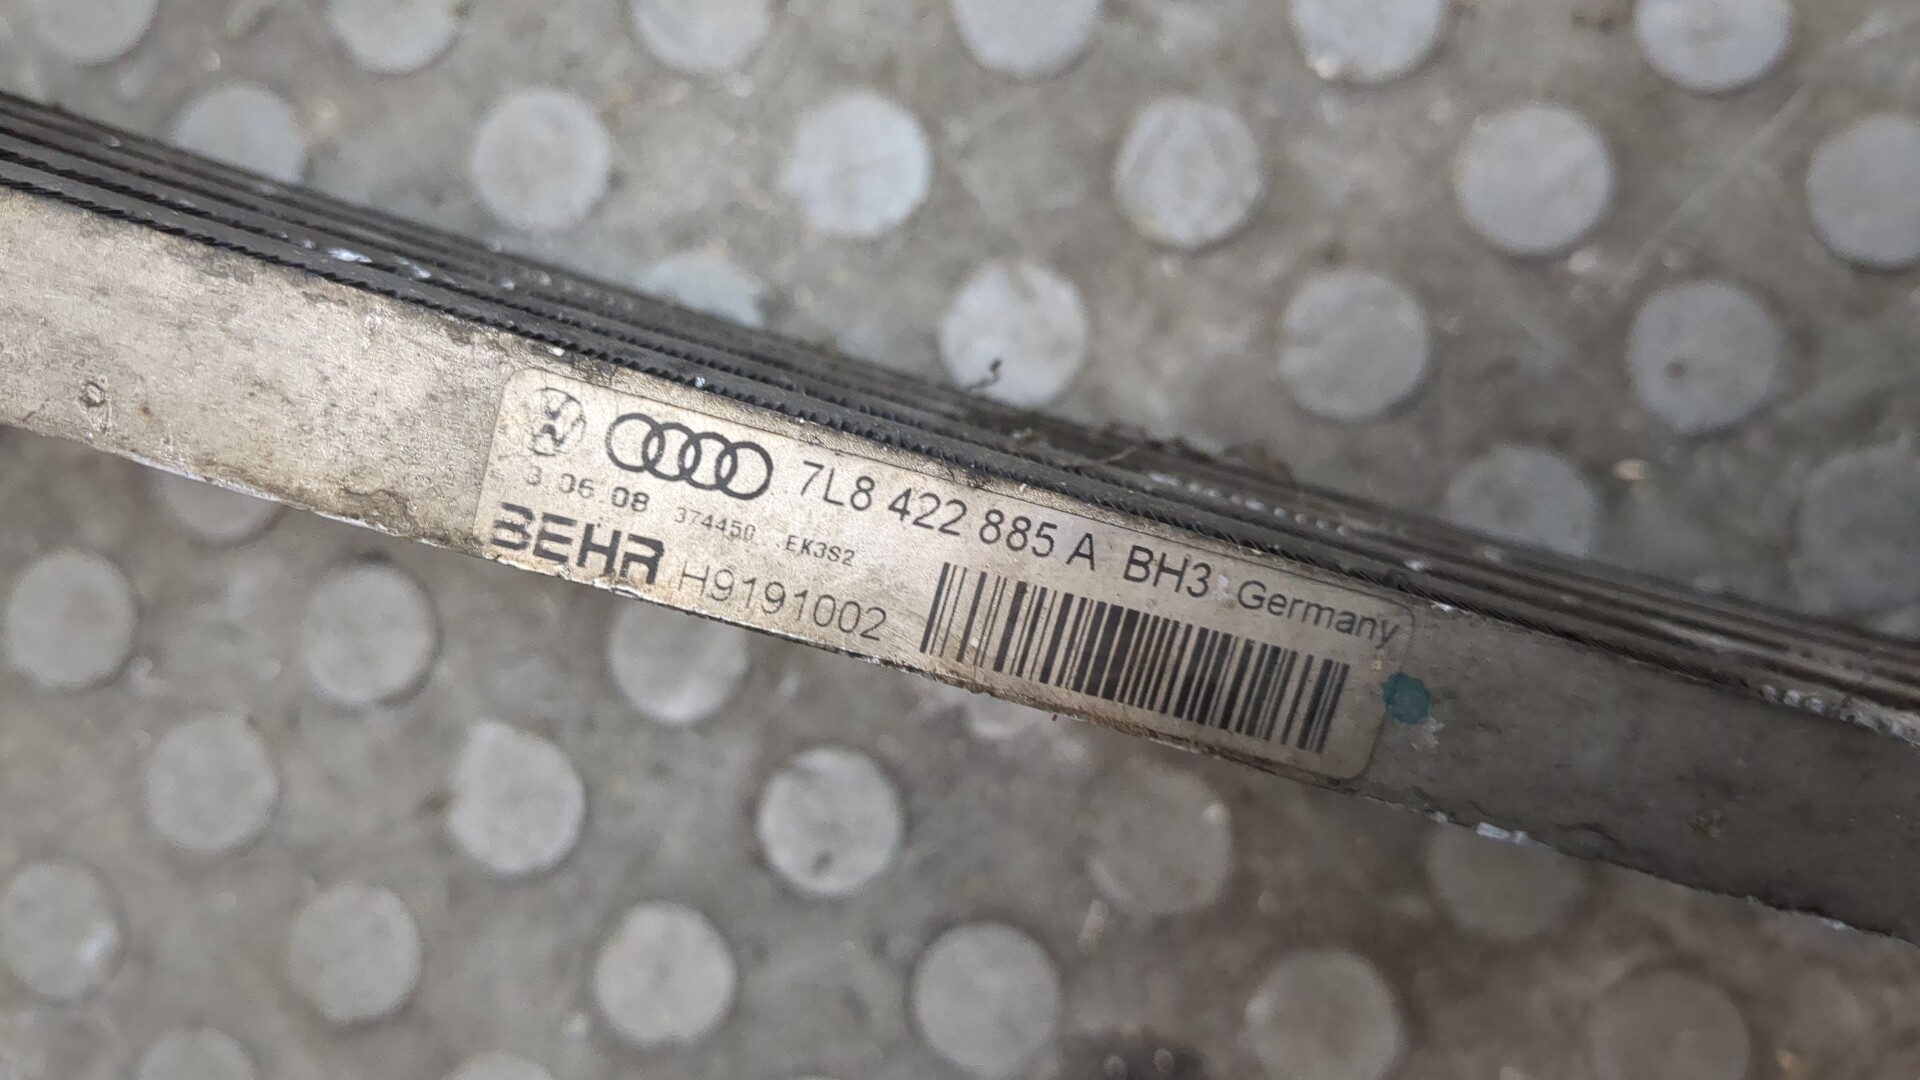 7L8 422 885 A BH3 Germany
3.06.08 374450 EK3S2
BEHR H9191002